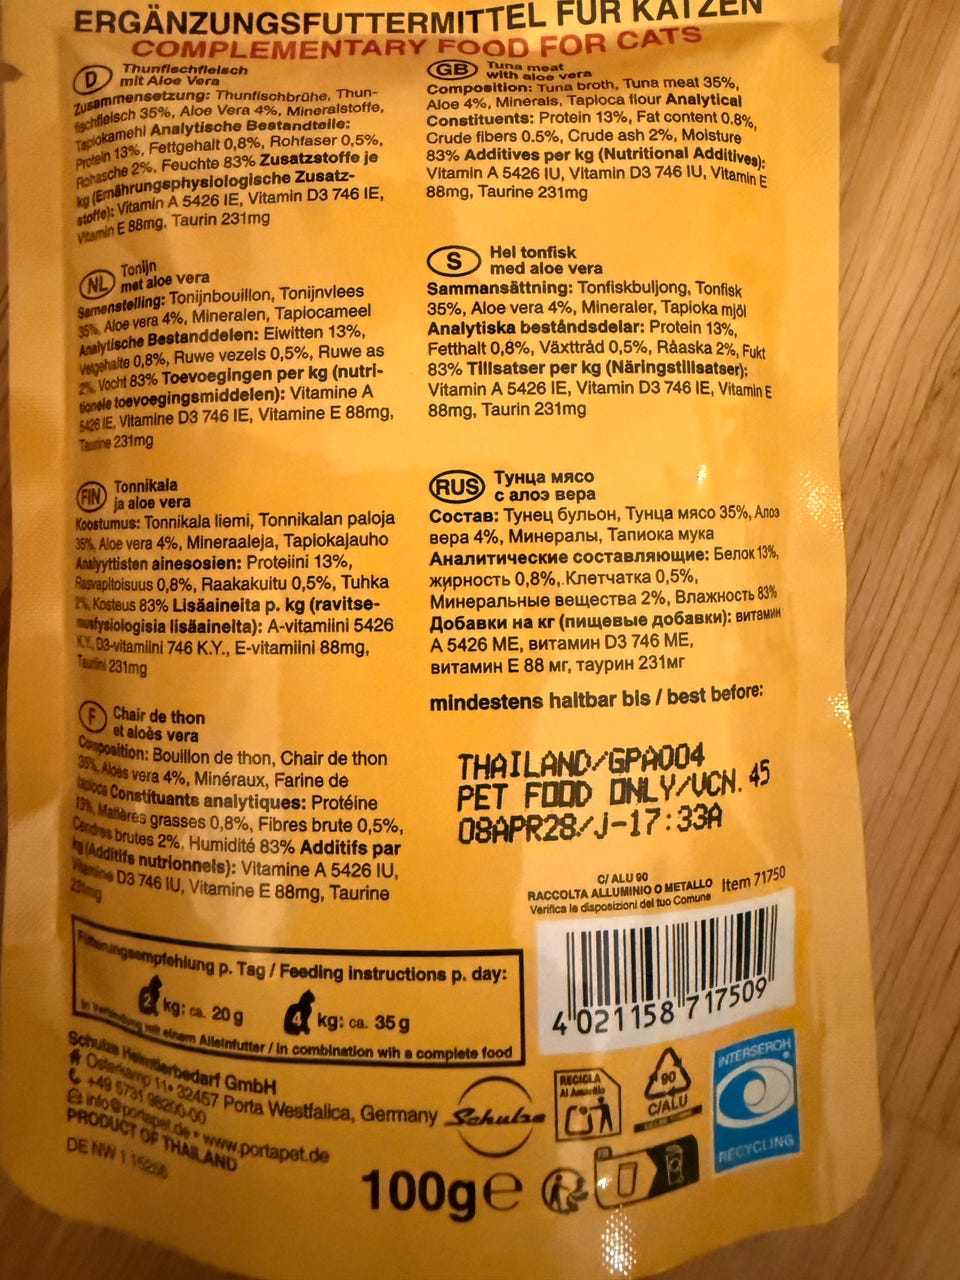 ERGÄNZUNGSFUTTERMITTEL FÜR KATZEN
COMPLEMENTARY FOOD FOR CATS
D Thunfischfleisch
mit Aloe Vera
Zusammensetzung: Thunfischbrühe, Thun-
fischfleisch 35%, Aloe Vera 4%, Mineralstoffe,
Tapiokamehl Analytische Bestandteile:
Protein 13%, Fettgehalt 0,8%, Rohfaser 0,5%,
Rohasche 2%, Feuchte 83% Zusatzstoffe je
kg (Ernährungsphysiologische Zusatz-
stoffe): Vitamin A 5426 IE, Vitamin D3 746 IE,
Vitamin E 88mg, Taurin 231mg
GB Tuna meat
with aloe vera
Composition: Tuna broth, Tuna meat 35%,
Aloe 4%, Minerals, Tapioca flour Analytical
Constituents: Protein 13%, Fat content 0.8%,
Crude fibers 0.5%, Crude ash 2%, Moisture
83% Additives per kg (Nutritional Additives):
Vitamin A 5426 IU, Vitamin D3 746 IU, Vitamin E
88mg, Taurine 231mg
NL Tonijn
met aloe vera
Samenstelling: Tonijnbouillon, Tonijnvlees
35%, Aloe vera 4%, Mineralen, Tapiocameel
Analytische Bestanddelen: Eiwitten 13%,
Vetgehalte 0,8%, Ruwe vezels 0,5%, Ruwe as
2%, Vocht 83% Toevoegingen per kg (nutri-
tionele toevoegingsmiddelen): Vitamine A
5426 IE, Vitamine D3 746 IE, Vitamine E 88mg,
Taurine 231mg
S Hel tonfisk
med aloe vera
Sammansättning: Tonfiskbuljong, Tonfisk
35%, Aloe vera 4%, Mineraler, Tapioka mjöl
Analytiska beståndsdelar: Protein 13%,
Fetthalt 0,8%, Växttråd 0,5%, Råaska 2%, Fukt
83% Tillsatser per kg (Näringstillsatser):
Vitamin A 5426 IE, Vitamin D3 746 IE, Vitamin E
88mg, Taurin 231mg
FIN Tonnikala
ja aloe vera
Koostumus: Tonnikala liemi, Tonnikalan paloja
35%, Aloe vera 4%, Mineraaleja, Tapiokajauho
Analyyttisten ainesosien: Proteiini 13%,
Rasvapitoisuus 0,8%, Raakakuitu 0,5%, Tuhka
2%, Kosteus 83% Lisäaineita p. kg (ravitse-
musfysiologisia lisäaineita): A-vitamiini 5426
K.Y., D3-vitamiini 746 K.Y., E-vitamiini 88mg,
Taurini 231mg
RUS Тунца мясо
с алоэ вера
Состав: Тунец бульон, Тунца мясо 35%, Алоэ
вера 4%, Минералы, Тапиока мука
Аналитические составляющие: Белок 13%,
жирность 0,8%,. Клетчатка 0,5%,
Минеральные вещества 2%, Влажность 83%
Добавки на кг (пищевые добавки): витамин
А 5426 МЕ, витамин D3 746 МЕ,
витамин Е 88 мг, таурин 231мг
F Chair de thon
et aloès vera
Composition: Bouillon de thon, Chair de thon
35%, Aloès vera 4%, Minéraux, Farine de
tapioca Constituants analytiques: Protéine
13%, Matières grasses 0,8%, Fibres brute 0,5%,
Cendres brutes 2%, Humidité 83% Additifs par
kg (Additifs nutrionnels): Vitamine A 5426 IU,
Vitamine D3 746 IU, Vitamine E 88mg, Taurine
231mg
mindestens haltbar bis / best before:
THAILAND/GPA004
PET FOOD ONLY/VCN. 45
08APR28/J-17:33A
C/ALU 90
RACCOLTA ALLUMINIO O METALLO
Verifica le disposizioni del tuo Comune
Item 71750
4 021158 717509
Fütterungsempfehlung p. Tag / Feeding instructions p. day:
2 kg: ca. 20 g 4 kg: ca. 35 g
in Verbindung mit einem Alleinfutter / in combination wih a complete food
Schulze Heimtierbedarf GmbH
Osterkamp 11 • 32457 Porta Westfalica, Germany
+49 5731 98200-00
info@portapet.de • www.portapet.de
PRODUCT OF THAILAND
DE NW 1 15256
Schulze
RECICLA
Al Amarillo
90
C/ALU
INTERSEROH
RECYCLING
FR
100g e